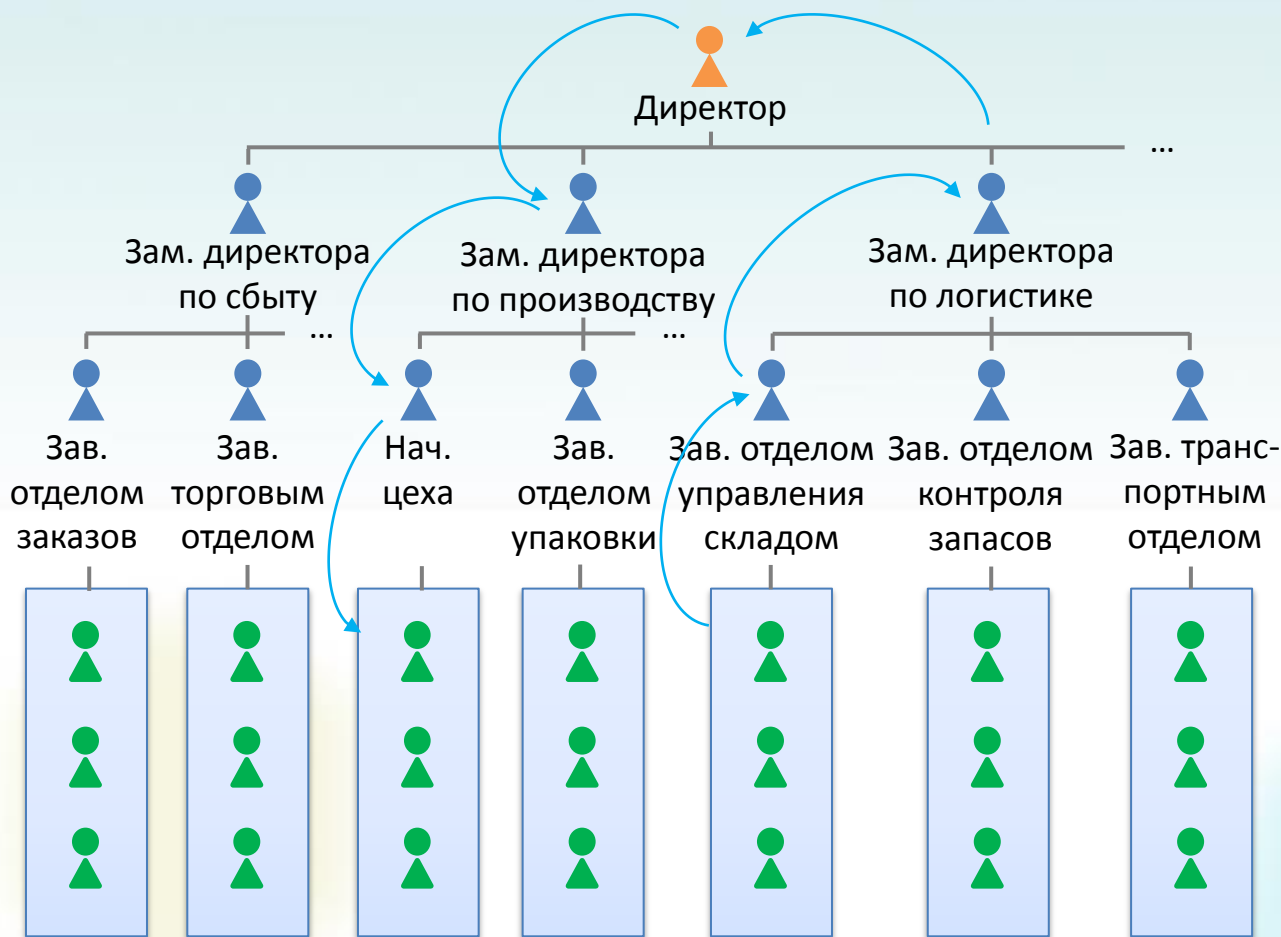 Директор
...
Зам. директора
по сбыту
Зам. директора
по производству
Зам. директора
по логистике
...
...
Зав.
отделом
заказов
Зав.
торговым
отделом
Нач.
цеха
Зав.
отделом
упаковки
Зав. отделом
управления
складом
Зав. отделом
контроля
запасов
Зав. транс-
портным
отделом